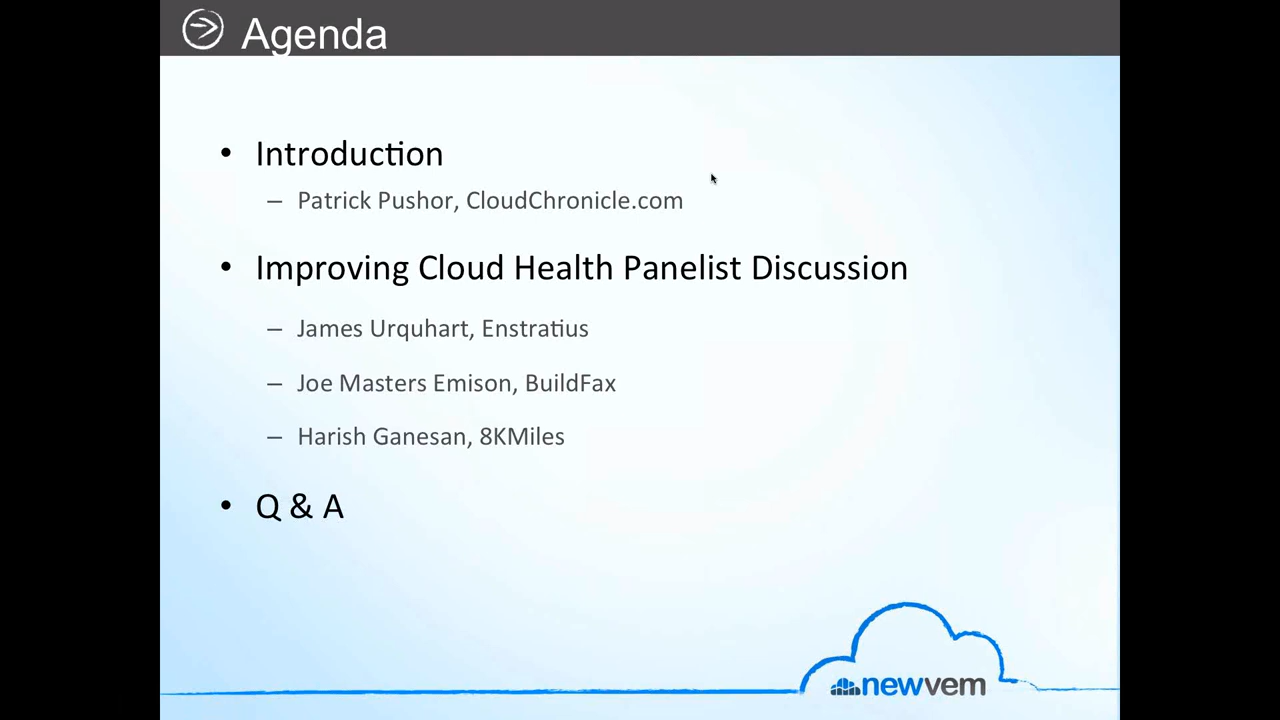 Agenda
• Introduction
– Patrick Pushor, CloudChronicle.com
• Improving Cloud Health Panelist Discussion
– James Urquhart, Enstratius
– Joe Masters Emison, BuildFax
– Harish Ganesan, 8KMiles
• Q & A
newvem